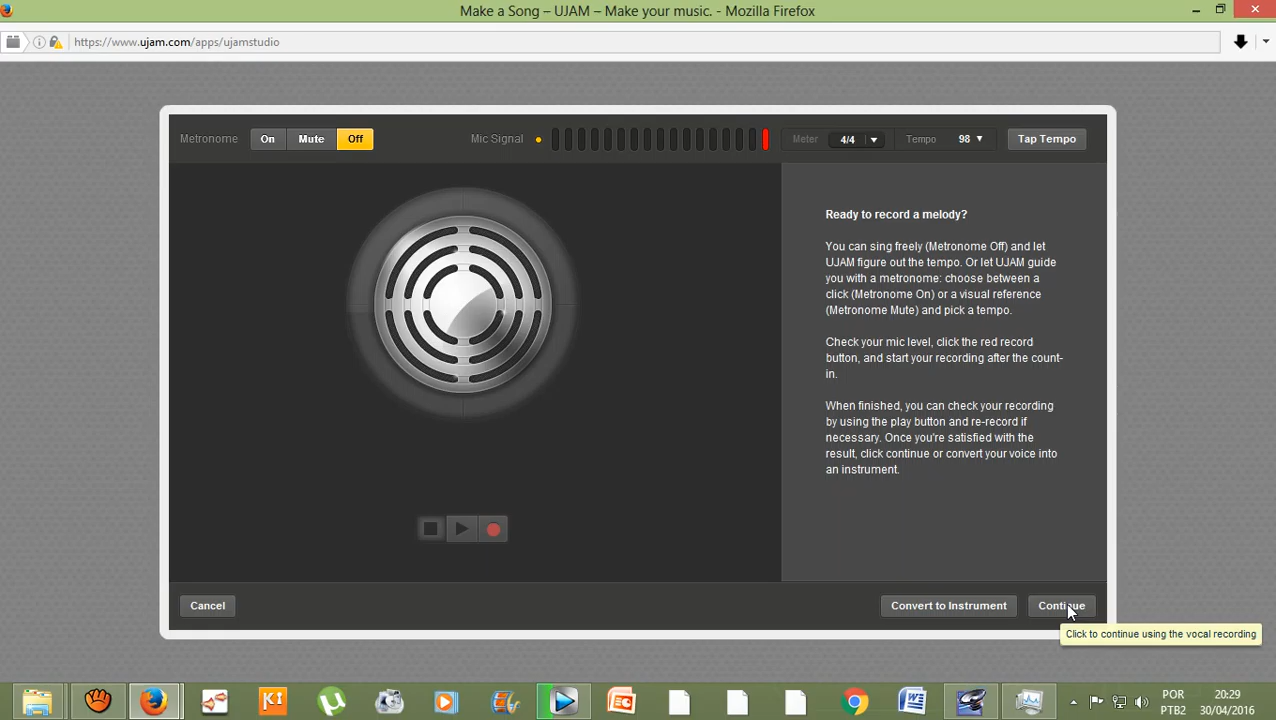 Make a Song – UJAM – Make your music. - Mozilla Firefox
https://www.ujam.com/apps/ujamstudio
Metronome On Mute Off Mic Signal Meter 4/4 Tempo 98 Tap Tempo
Ready to record a melody?
You can sing freely (Metronome Off) and let
UJAM figure out the tempo. Or let UJAM guide
you with a metronome: choose between a
click (Metronome On) or a visual reference
(Metronome Mute) and pick a tempo.
Check your mic level, click the red record
button, and start your recording after the count-
in.
When finished, you can check your recording
by using the play button and re-record if
necessary. Once you're satisfied with the
result, click continue or convert your voice into
an instrument.
Cancel Convert to Instrument Continue
Click to continue using the vocal recording
POR 20:29
PTB2 30/04/2016